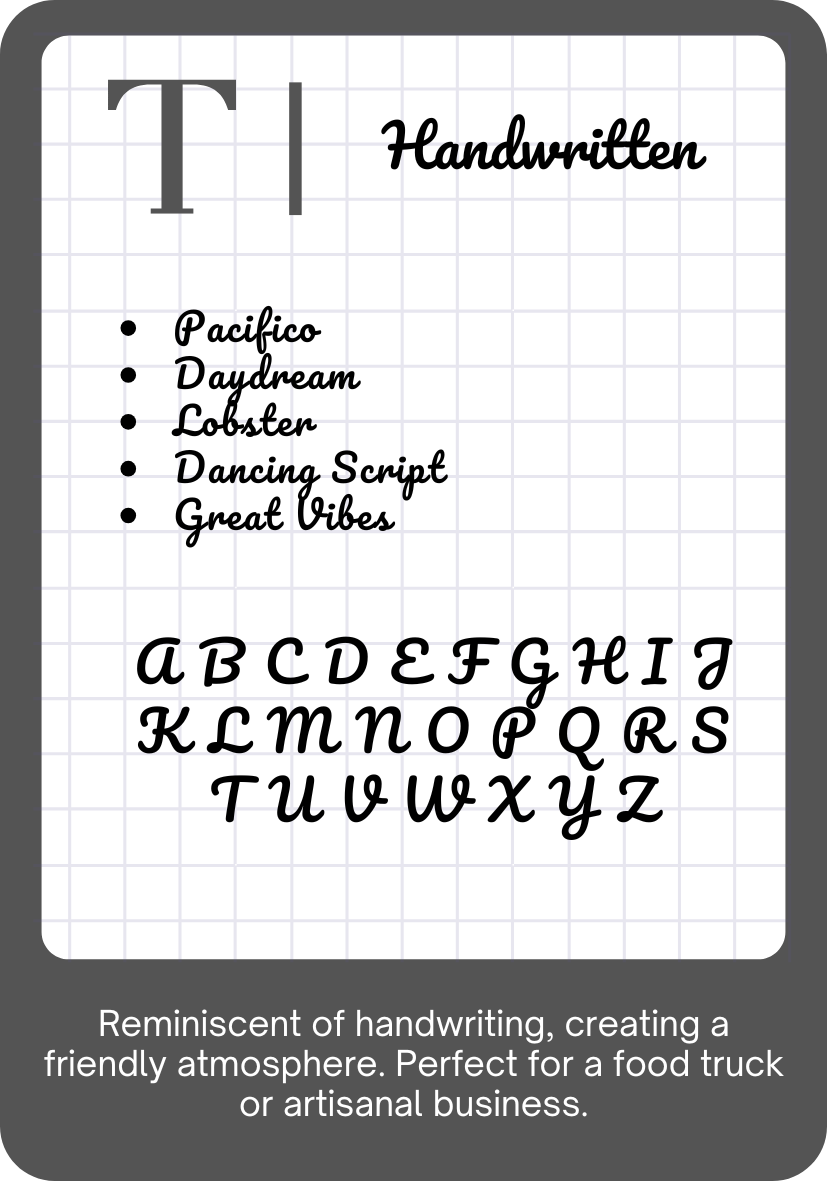 T | Handwritten
Pacifico
Daydream
Lobster
Dancing Script
Great Vibes
A B C D E F G H I J
K L M N O P Q R S
T U V W X Y Z
Reminiscent of handwriting, creating a
friendly atmosphere. Perfect for a food truck
or artisanal business.